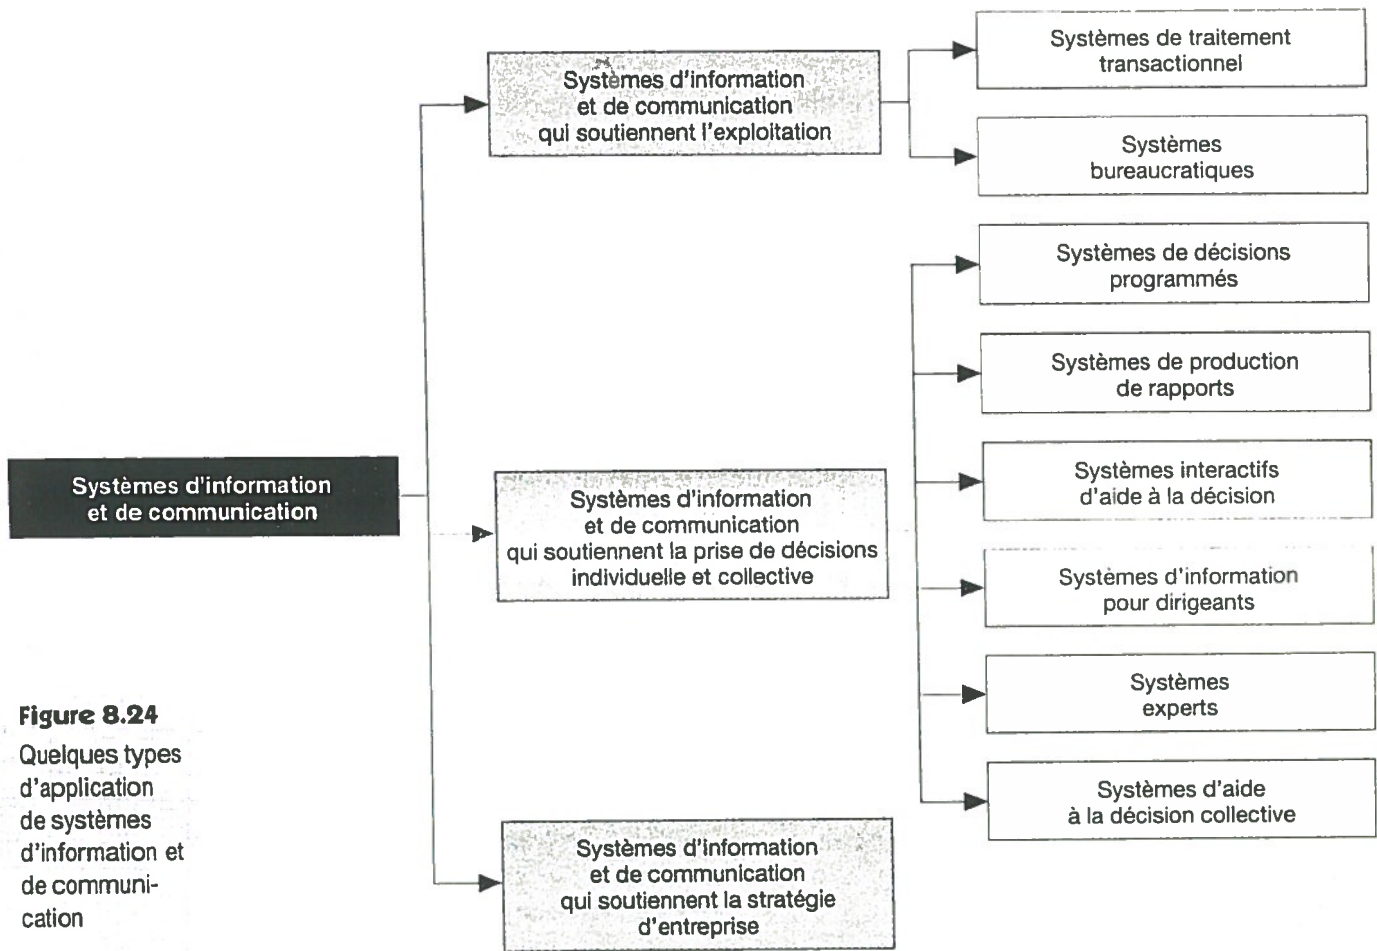 Systèmes d'information
et de communication
Systèmes d'information
et de communication
qui soutiennent l'exploitation
Systèmes de traitement
transactionnel
Systèmes
bureaucratiques
Systèmes d'information
et de communication
qui soutiennent la prise de décisions
individuelle et collective
Systèmes de décisions
programmés
Systèmes de production
de rapports
Systèmes interactifs
d'aide à la décision
Systèmes d'information
pour dirigeants
Systèmes
experts
Systèmes d'aide
à la décision collective
Systèmes d'information
et de communication
qui soutiennent la stratégie
d'entreprise
Figure 8.24
Quelques types
d'application
de systèmes
d'information et
de communi-
cation